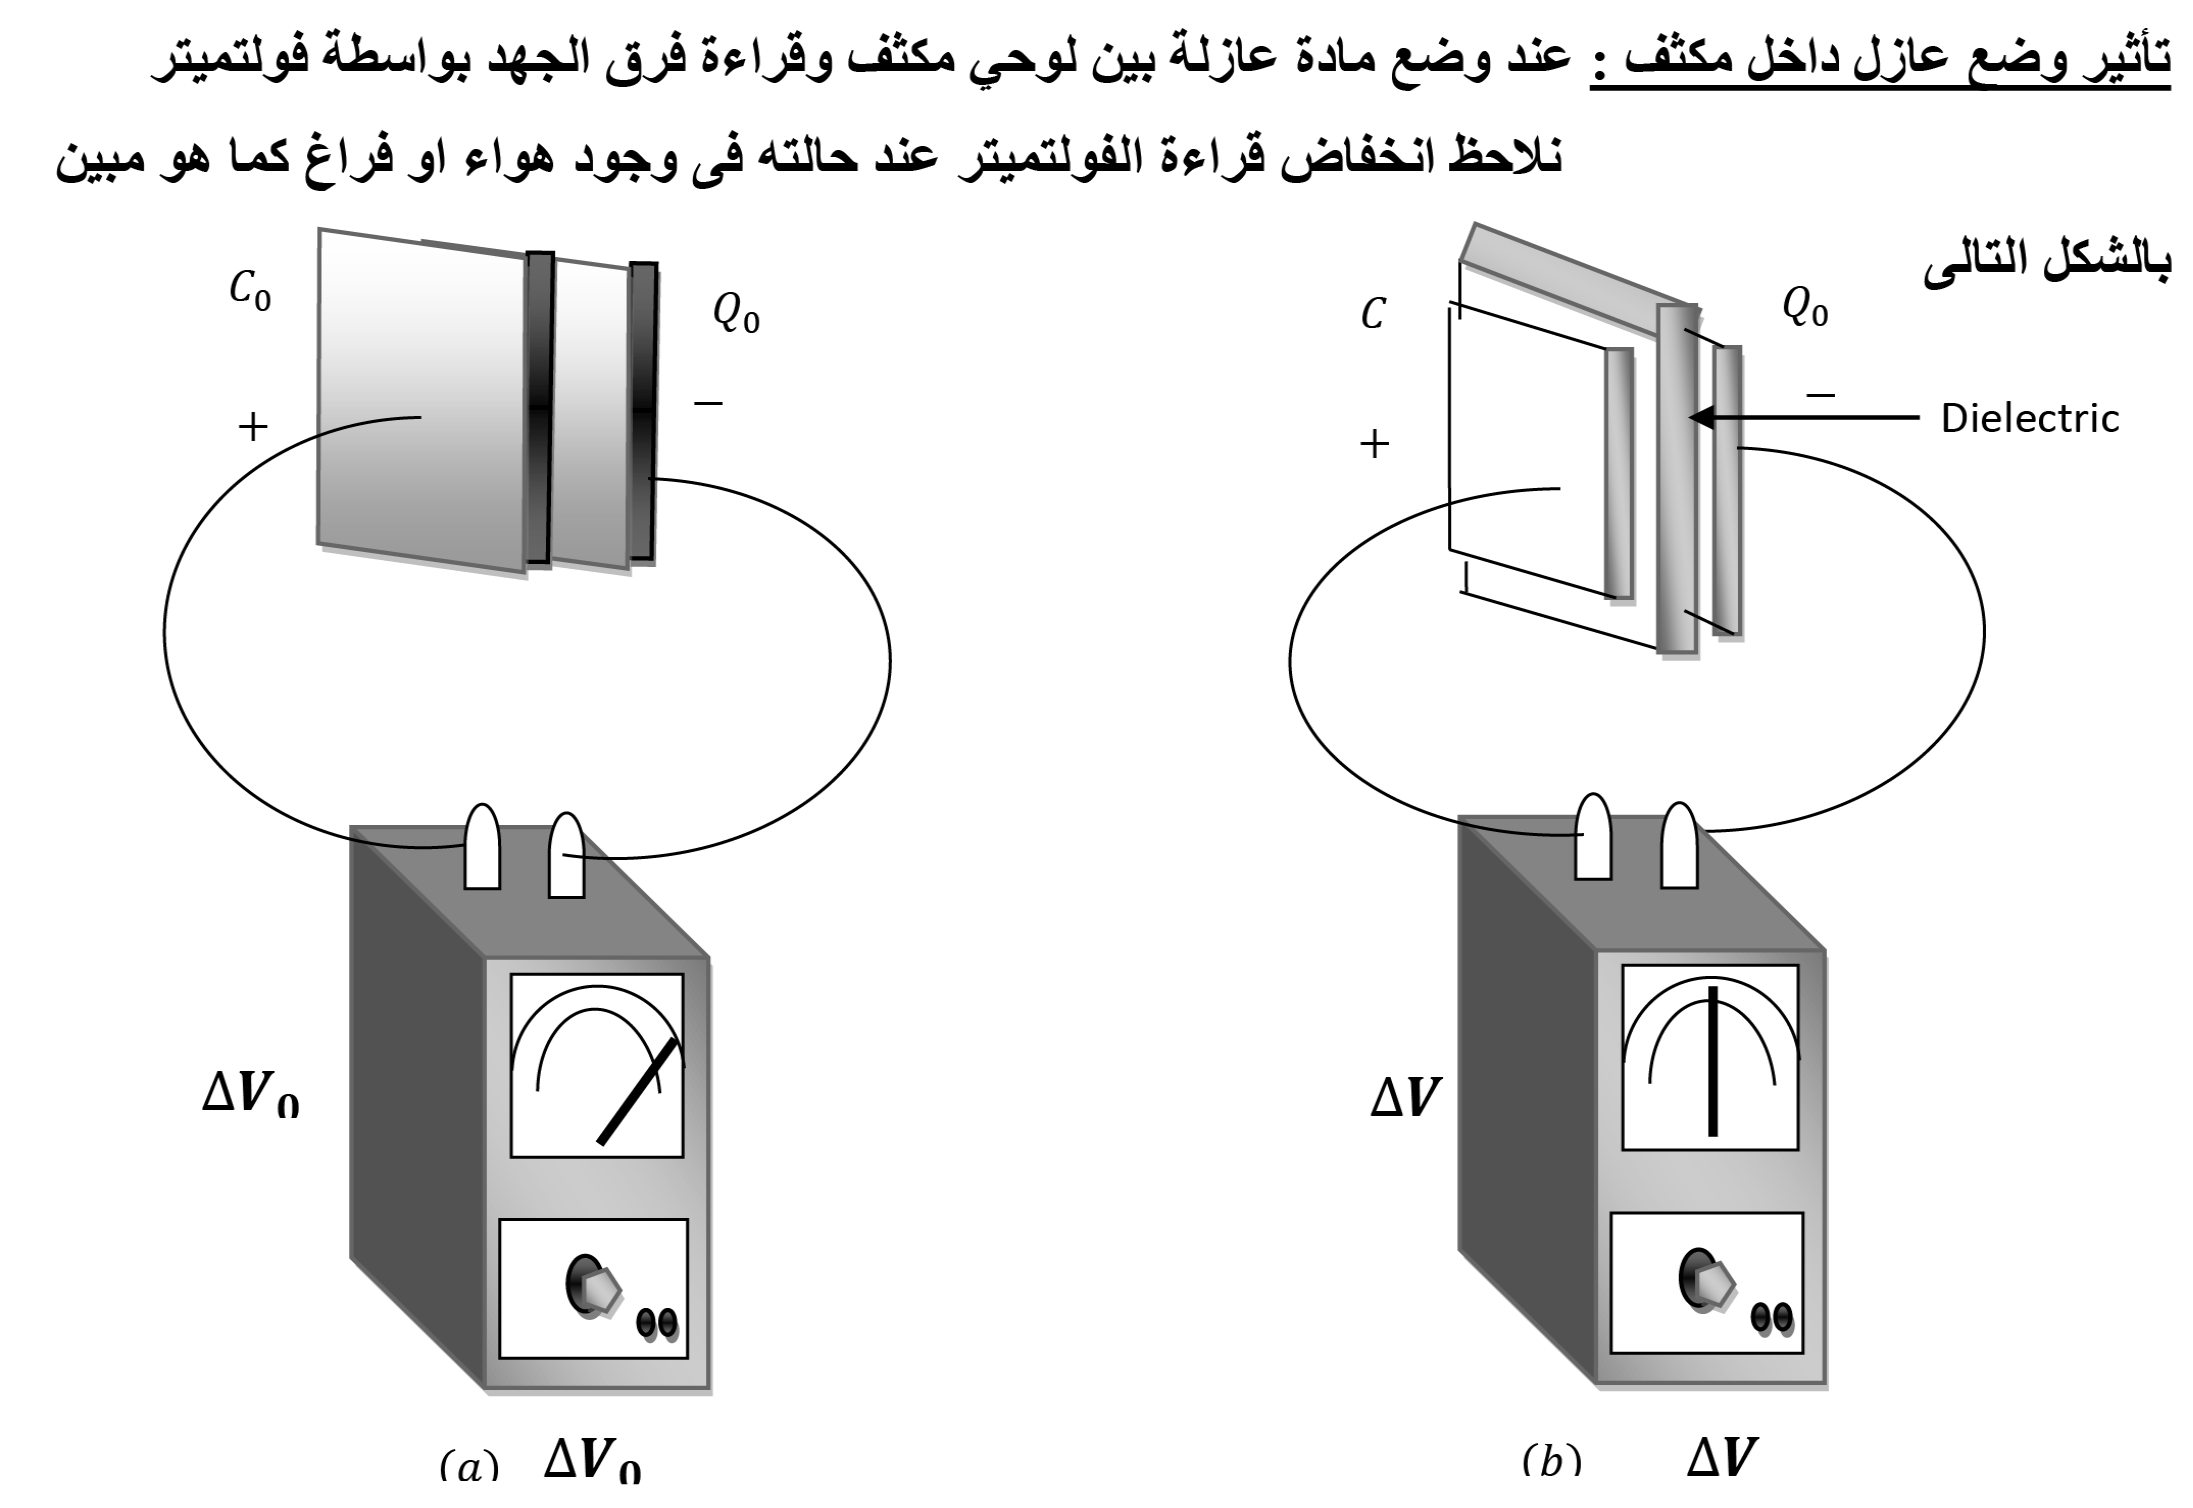 تأثير وضع عازل داخل مكثف : عند وضع مادة عازلة بين لوحي مكثف وقراءة فرق الجهد بواسطة فولتميتر
نلاحظ انخفاض قراءة الفولتميتر عند حالته فى وجود هواء او فراغ كما هو مبين
بالشكل التالى
C₀
Q₀
+
−
C
Q₀
+
−
Dielectric
ΔV₀
ΔV
(a) ΔV₀
(b) ΔV